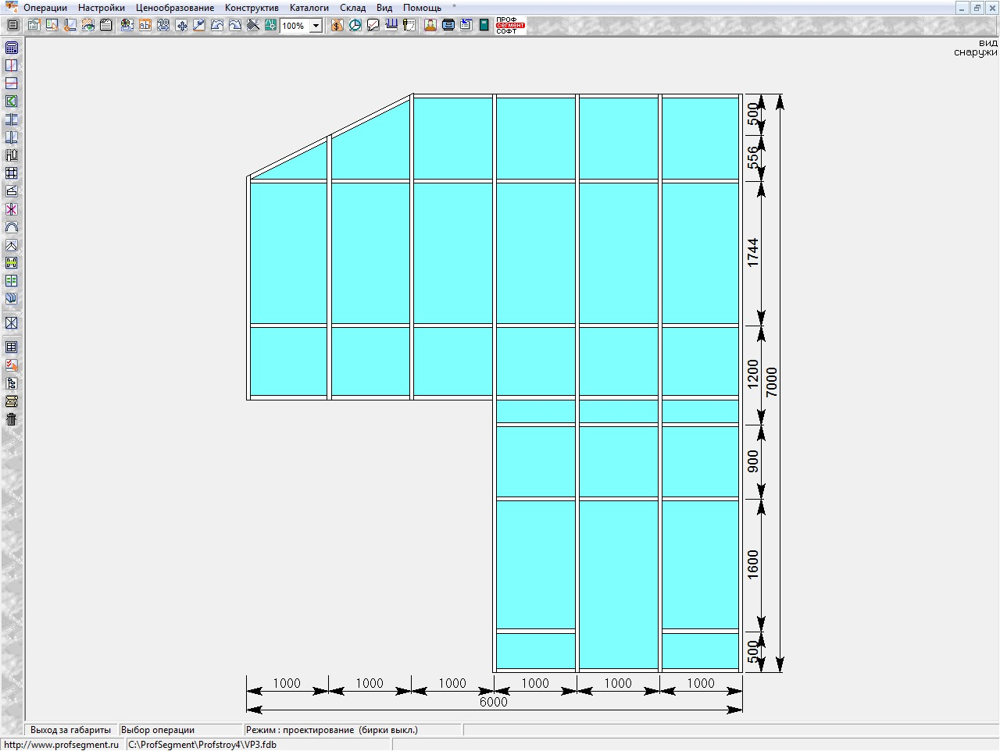 Операции Настройки Ценообразование Конструктив Каталоги Склад Вид Помощь *
100%
ПРОФ
сегмент
СОФТ
вид
снаружи
500
556
1744
1200
7000
900
1600
500
1000 1000 1000 1000 1000 1000
6000
Выход за габариты Выбор операции Режим : проектирование (бирки выкл.)
http://www.profsegment.ru C:\ProfSegment\Profstroy4\VP3.fdb